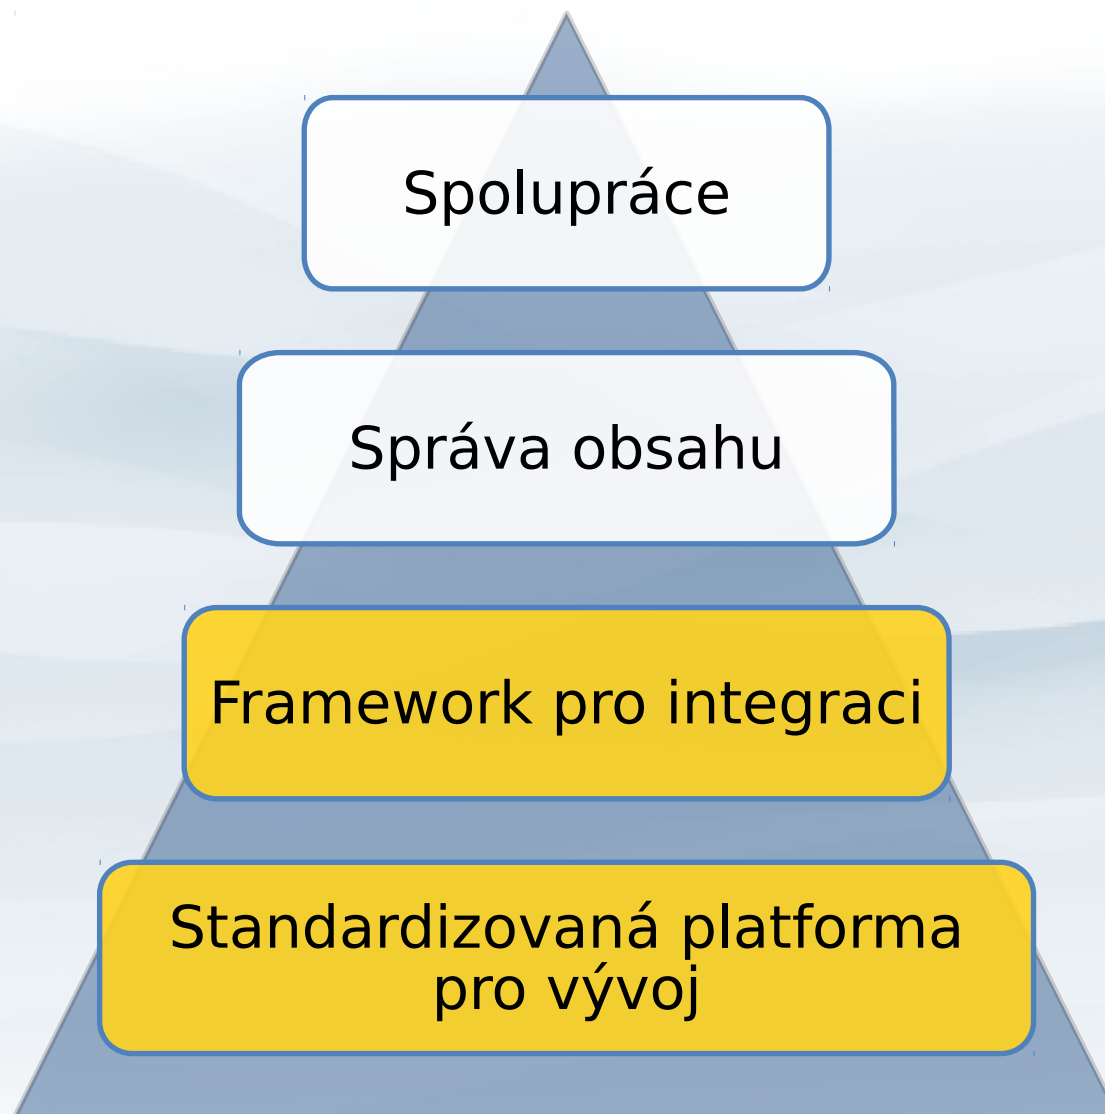 Spolupráce
Správa obsahu
Framework pro integraci
Standardizovaná platforma
pro vývoj